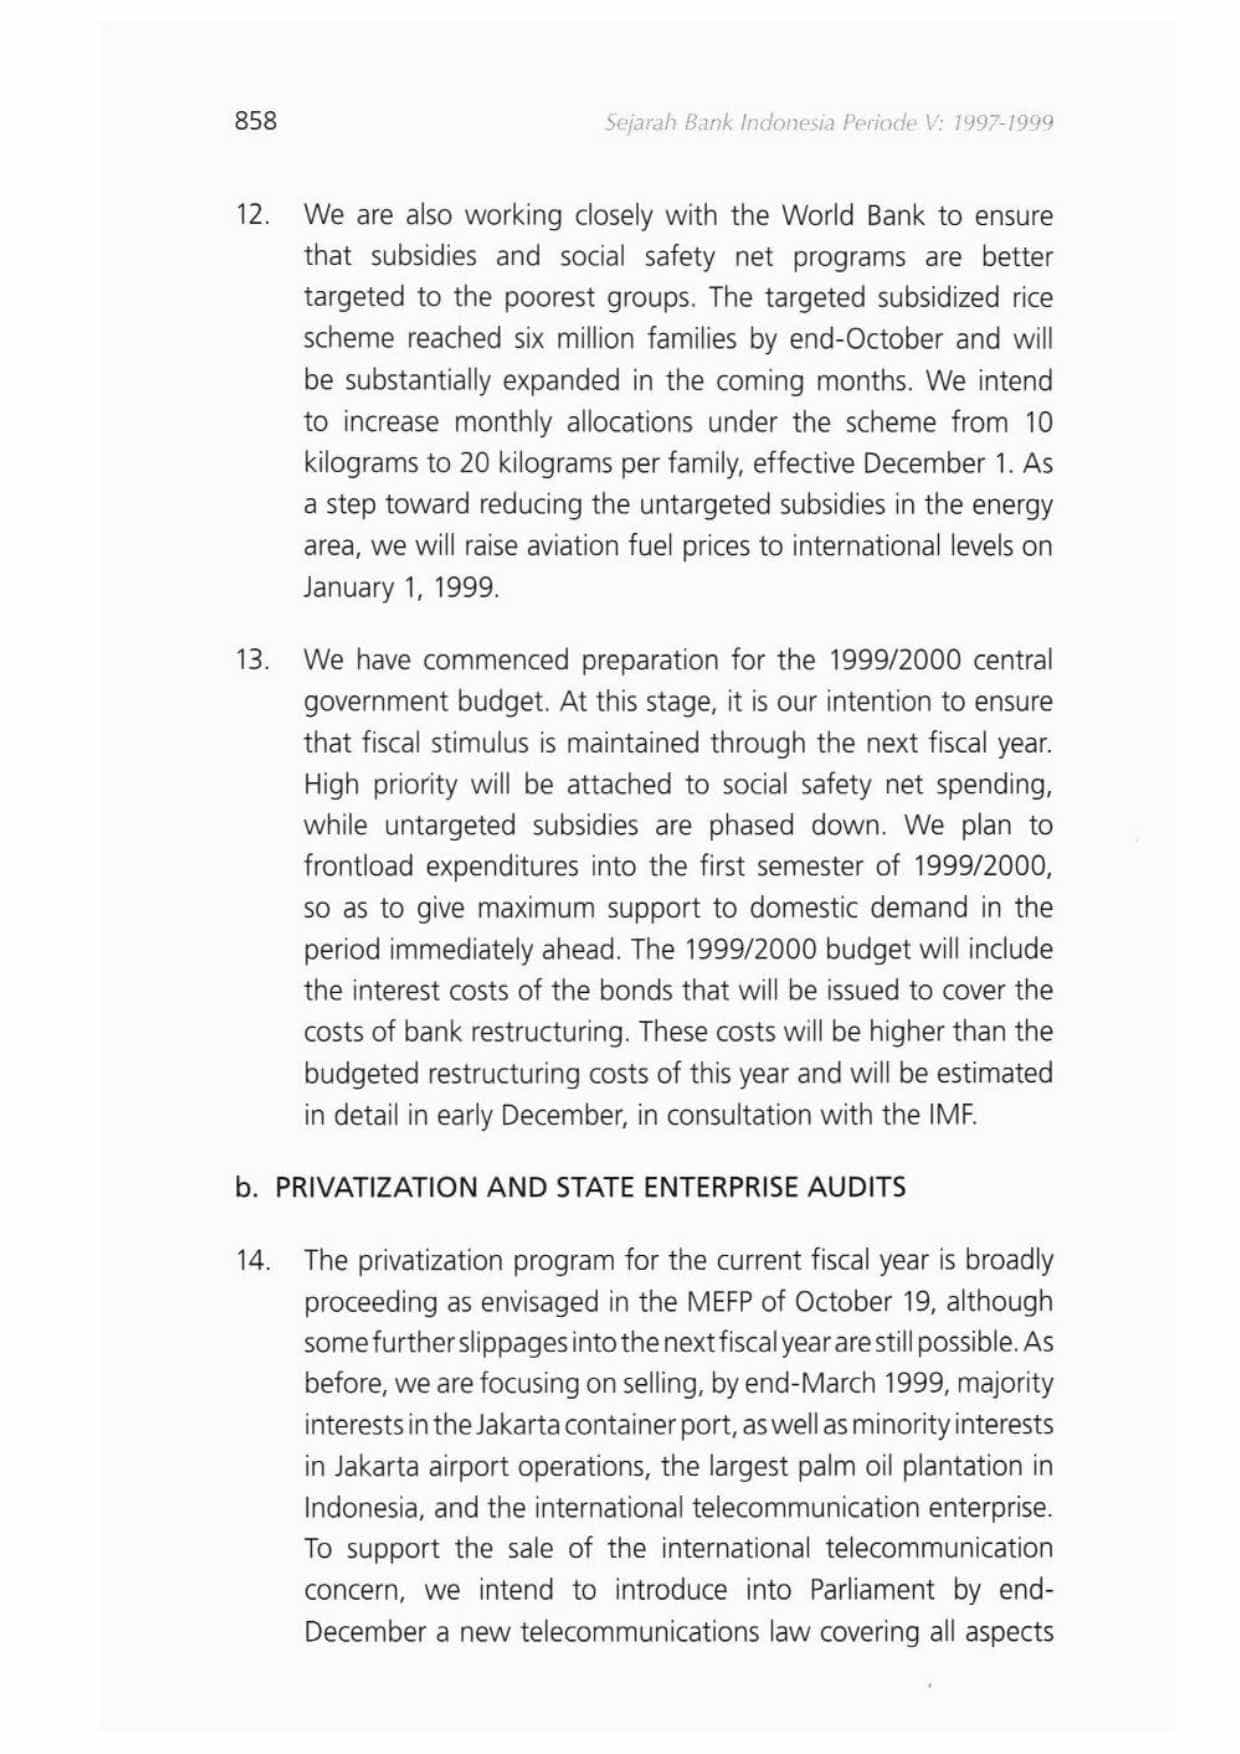 858
Sejarah Bank Indonesia Periode V: 1997-1999
12. We are also working closely with the World Bank to ensure
that subsidies and social safety net programs are better
targeted to the poorest groups. The targeted subsidized rice
scheme reached six million families by end-October and will
be substantially expanded in the coming months. We intend
to increase monthly allocations under the scheme from 10
kilograms to 20 kilograms per family, effective December 1. As
a step toward reducing the untargeted subsidies in the energy
area, we will raise aviation fuel prices to international levels on
January 1, 1999.
13. We have commenced preparation for the 1999/2000 central
government budget. At this stage, it is our intention to ensure
that fiscal stimulus is maintained through the next fiscal year.
High priority will be attached to social safety net spending,
while untargeted subsidies are phased down. We plan to
frontload expenditures into the first semester of 1999/2000,
so as to give maximum support to domestic demand in the
period immediately ahead. The 1999/2000 budget will include
the interest costs of the bonds that will be issued to cover the
costs of bank restructuring. These costs will be higher than the
budgeted restructuring costs of this year and will be estimated
in detail in early December, in consultation with the IMF.
b. PRIVATIZATION AND STATE ENTERPRISE AUDITS
14. The privatization program for the current fiscal year is broadly
proceeding as envisaged in the MEFP of October 19, although
some further slippages into the next fiscal year are still possible. As
before, we are focusing on selling, by end-March 1999, majority
interests in the Jakarta container port, as well as minority interests
in Jakarta airport operations, the largest palm oil plantation in
Indonesia, and the international telecommunication enterprise.
To support the sale of the international telecommunication
concern, we intend to introduce into Parliament by end-
December a new telecommunications law covering all aspects